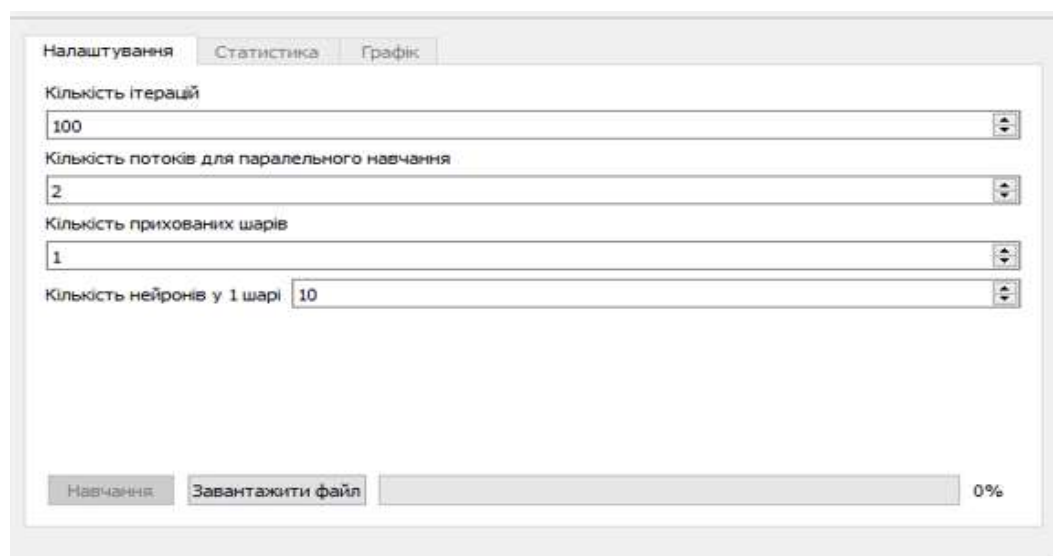 Налаштування Статистика Графік
Кількість ітерацій
100
Кількість потоків для паралельного навчання
2
Кількість прихованих шарів
1
Кількість нейронів у 1 шарі 10
Навчання Завантажити файл 0%